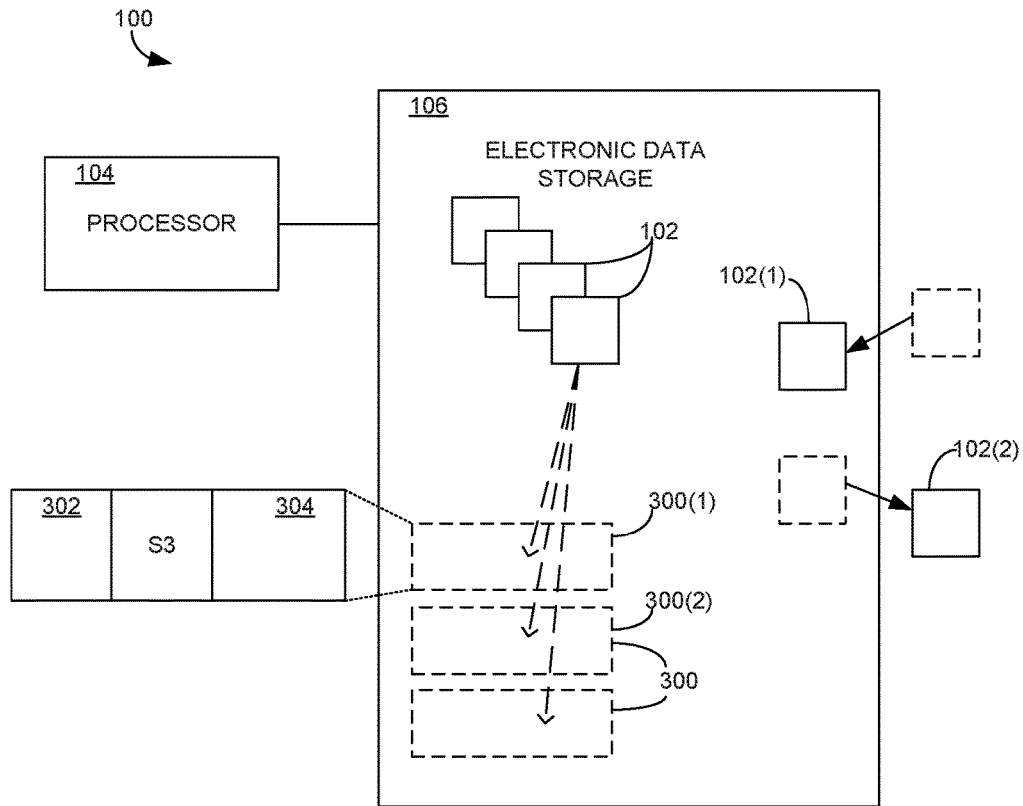 100
106
ELECTRONIC DATA
STORAGE
104
PROCESSOR
102
102(1)
102(2)
302
S3
304
300(1)
300(2)
300